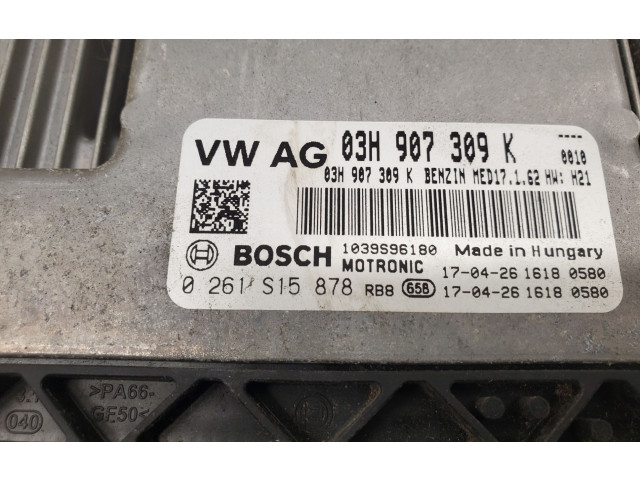 VW AG 03H 907 309 K ----
0010
03H 907 309 K BENZIN MED17.1.62 HW: H21
BOSCH 1039S96180 Made in Hungary
MOTRONIC 17-04-26 1618 0580
0 261 S15 878 RB8 658 17-04-26 1618 0580
>PA66-
GE50<
040